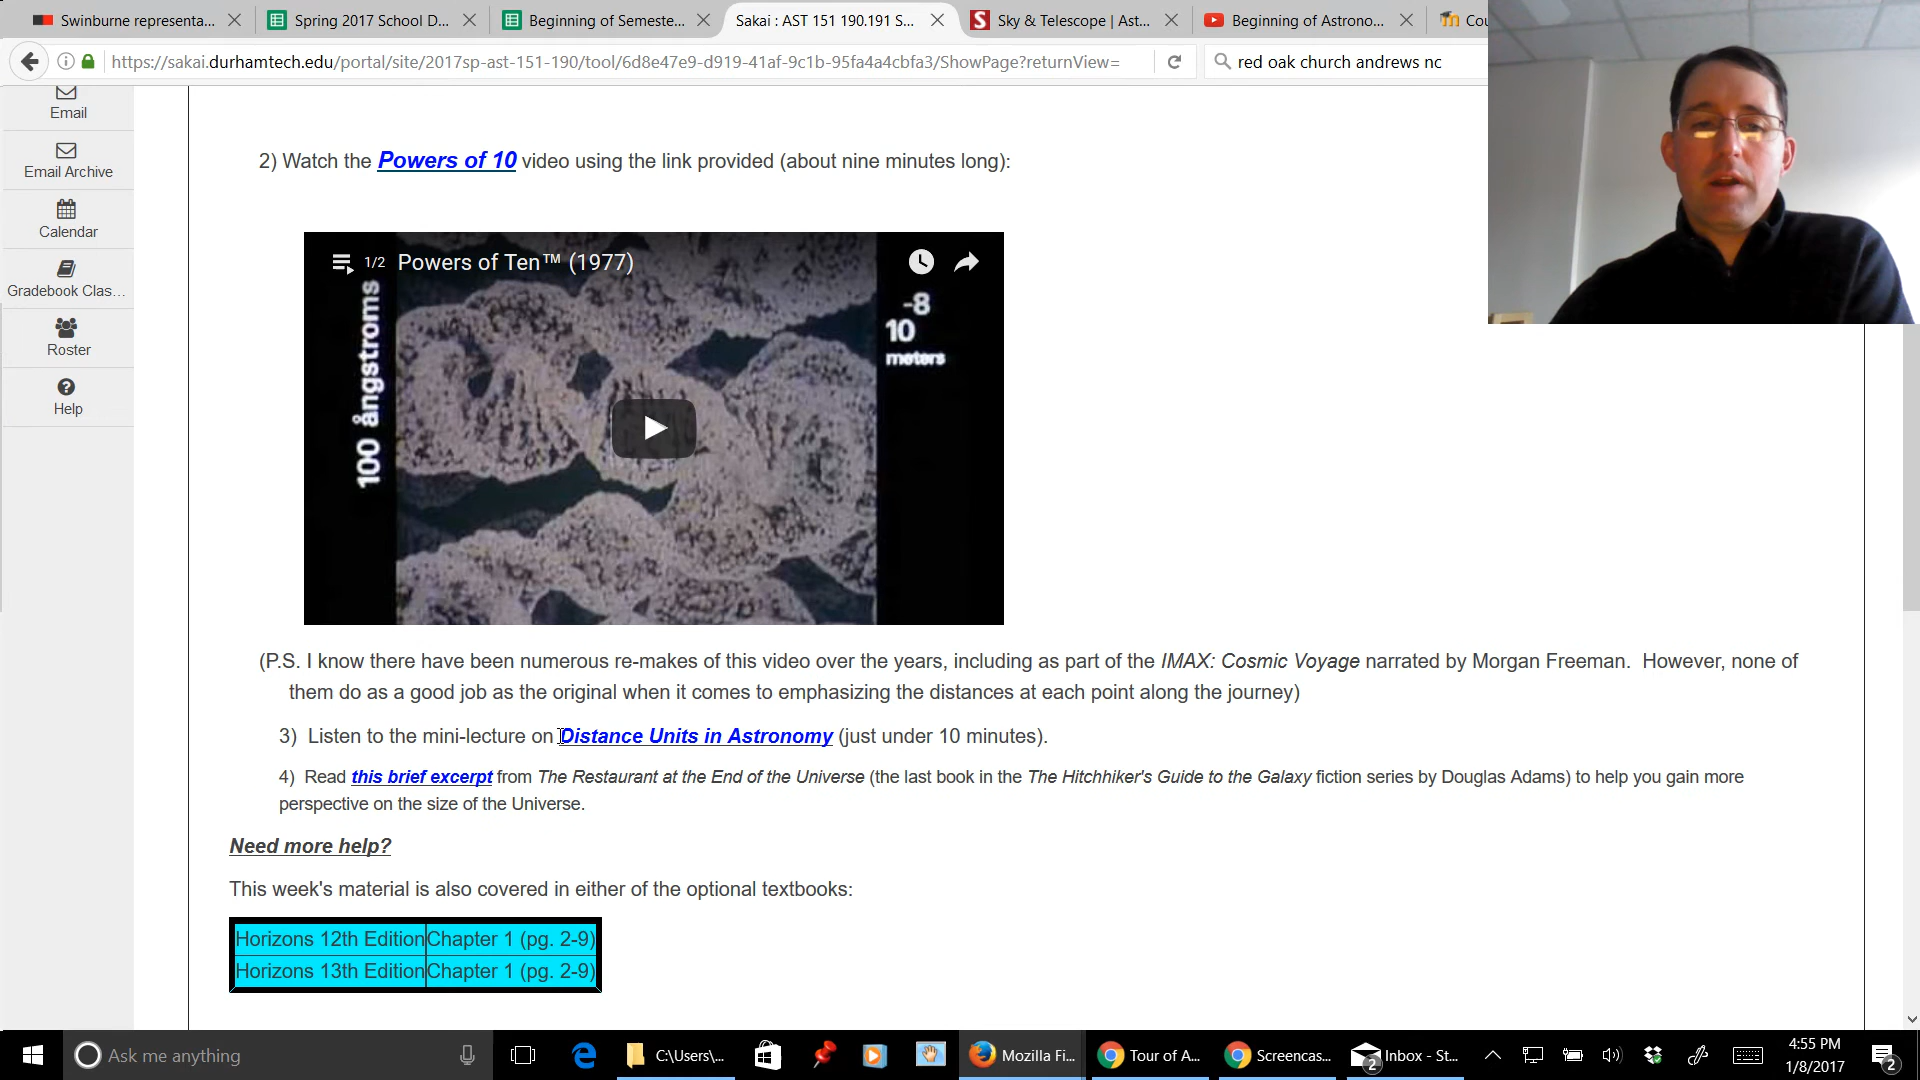 Swinburne representa...
Spring 2017 School D...
Beginning of Semeste...
Sakai : AST 151 190.191 S...
Sky & Telescope | Ast...
Beginning of Astrono...
Cou
https://sakai.durhamtech.edu/portal/site/2017sp-ast-151-190/tool/6d8e47e9-d919-41af-9c1b-95fa4a4cbfa3/ShowPage?returnView=
red oak church andrews nc
Email
Email Archive
Calendar
Gradebook Clas...
Roster
Help
2) Watch the Powers of 10 video using the link provided (about nine minutes long):
1/2 Powers of Ten™ (1977)
100 ångstroms
10 -8
meters
(P.S. I know there have been numerous re-makes of this video over the years, including as part of the IMAX: Cosmic Voyage narrated by Morgan Freeman. However, none of
them do as a good job as the original when it comes to emphasizing the distances at each point along the journey)
3) Listen to the mini-lecture on Distance Units in Astronomy (just under 10 minutes).
4) Read this brief excerpt from The Restaurant at the End of the Universe (the last book in the The Hitchhiker's Guide to the Galaxy fiction series by Douglas Adams) to help you gain more
perspective on the size of the Universe.
Need more help?
This week's material is also covered in either of the optional textbooks:
Horizons 12th Edition Chapter 1 (pg. 2-9)
Horizons 13th Edition Chapter 1 (pg. 2-9)
Ask me anything
C:\Users\...
Mozilla Fi...
Tour of A...
Screencas...
2
Inbox - St...
4:55 PM
1/8/2017
2